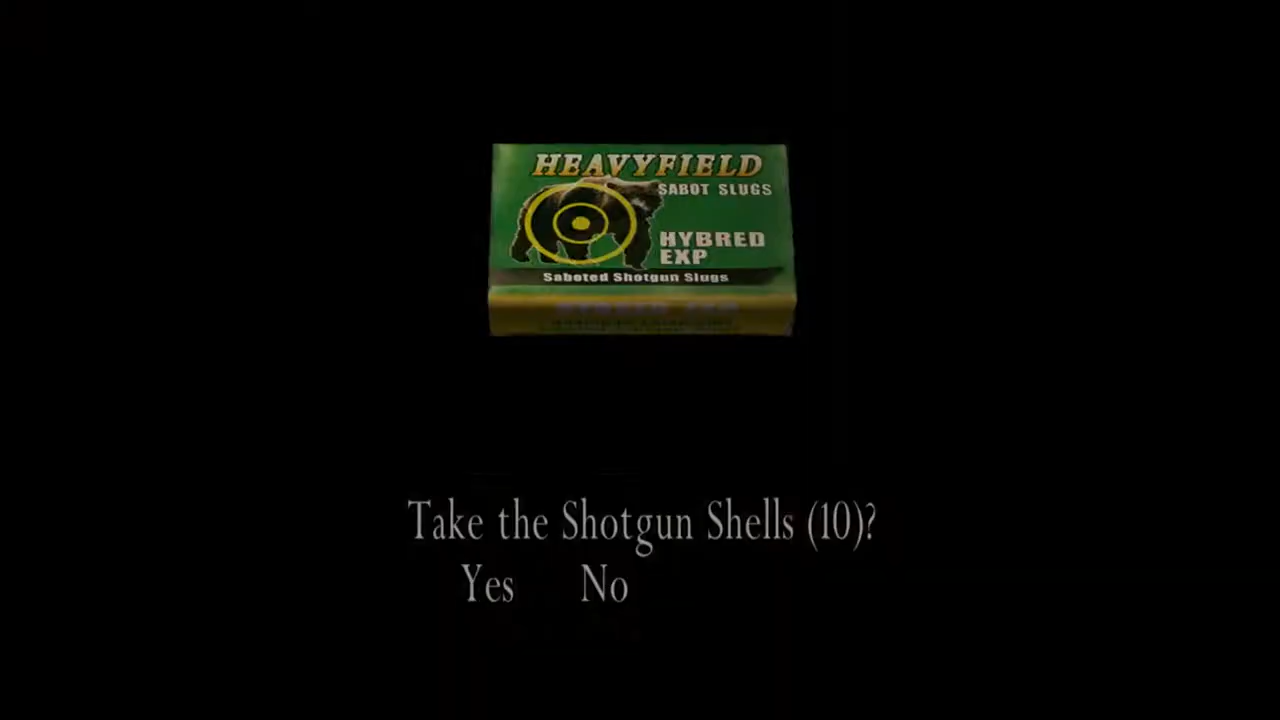 HEAVYFIELD
SABOT SLUGS
HYBRED
EXP
Saboted Shotgun Slugs
Take the Shotgun Shells (10)?
Yes No